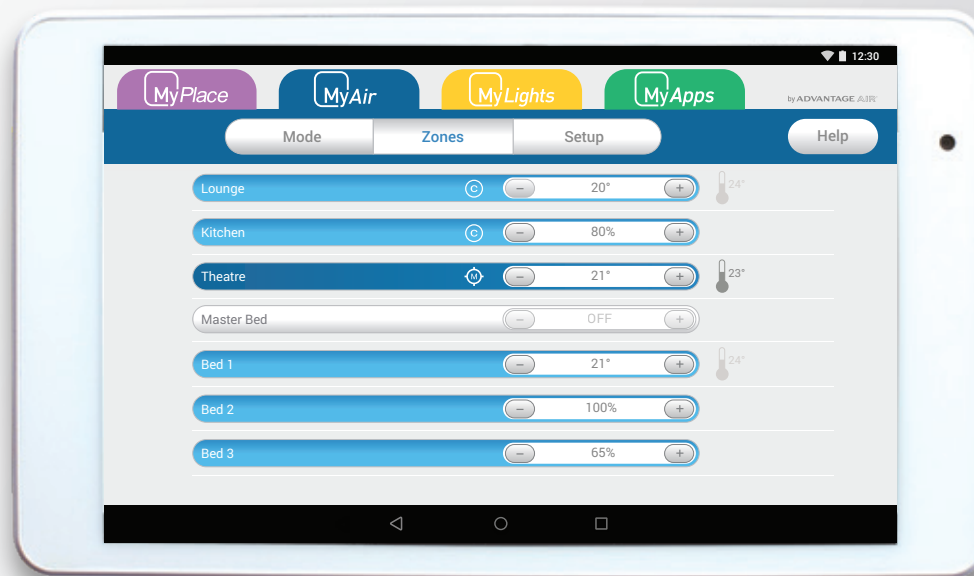 12:30
MyPlace MyAir MyLights MyApps by ADVANTAGE AIR
Mode Zones Setup Help
Lounge C − 20° + 24°
Kitchen C − 80% +
Theatre M − 21° + 23°
Master Bed − OFF +
Bed 1 − 21° + 24°
Bed 2 − 100% +
Bed 3 − 65% +